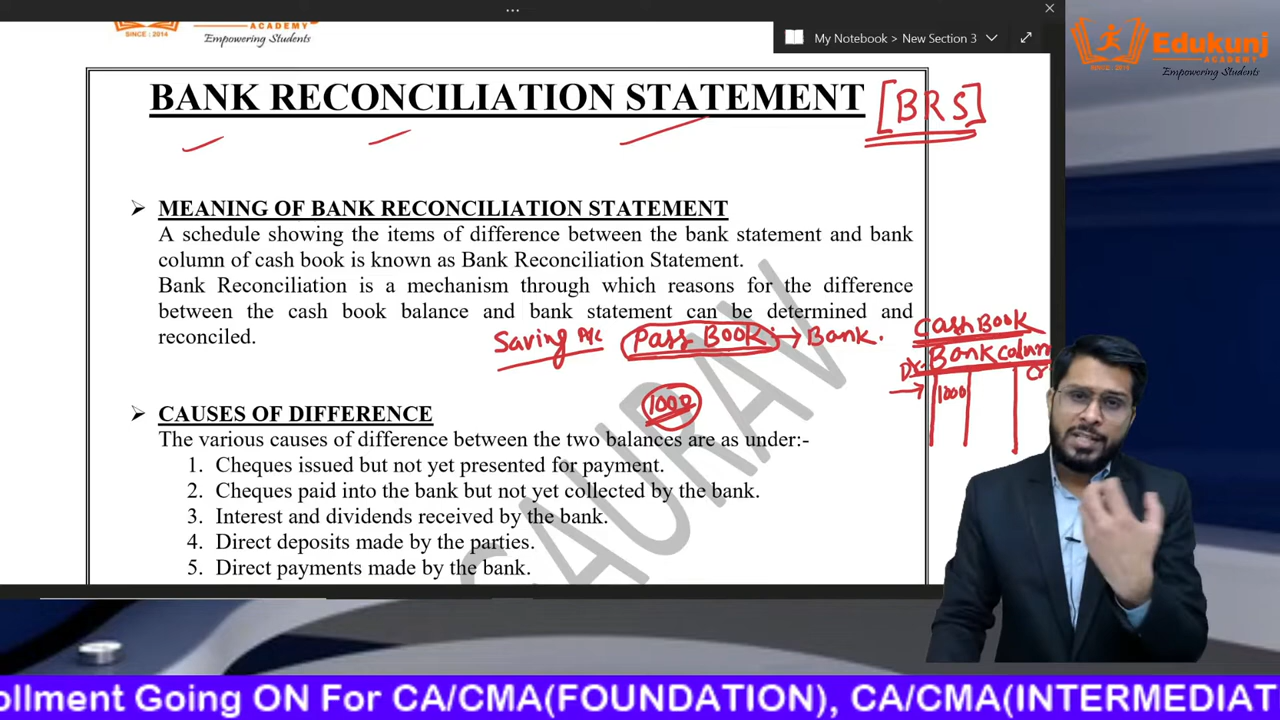 ...
SINCE : 2014
ACADEMY
Empowering Students
My Notebook > New Section 3
Edukunj
SINCE : 2014
ACADEMY
Empowering Students
BANK RECONCILIATION STATEMENT [BRS]
➢ MEANING OF BANK RECONCILIATION STATEMENT
A schedule showing the items of difference between the bank statement and bank
column of cash book is known as Bank Reconciliation Statement.
Bank Reconciliation is a mechanism through which reasons for the difference
between the cash book balance and bank statement can be determined and
reconciled.
Saving A/c Pass Book → Bank.
Cash Book
Bank Column
Dr Cr
1000
1000
➢ CAUSES OF DIFFERENCE
The various causes of difference between the two balances are as under:-
1. Cheques issued but not yet presented for payment.
2. Cheques paid into the bank but not yet collected by the bank.
3. Interest and dividends received by the bank.
4. Direct deposits made by the parties.
5. Direct payments made by the bank.
GAURAV
ollment Going ON For CA/CMA(FOUNDATION), CA/CMA(INTERMEDIAT